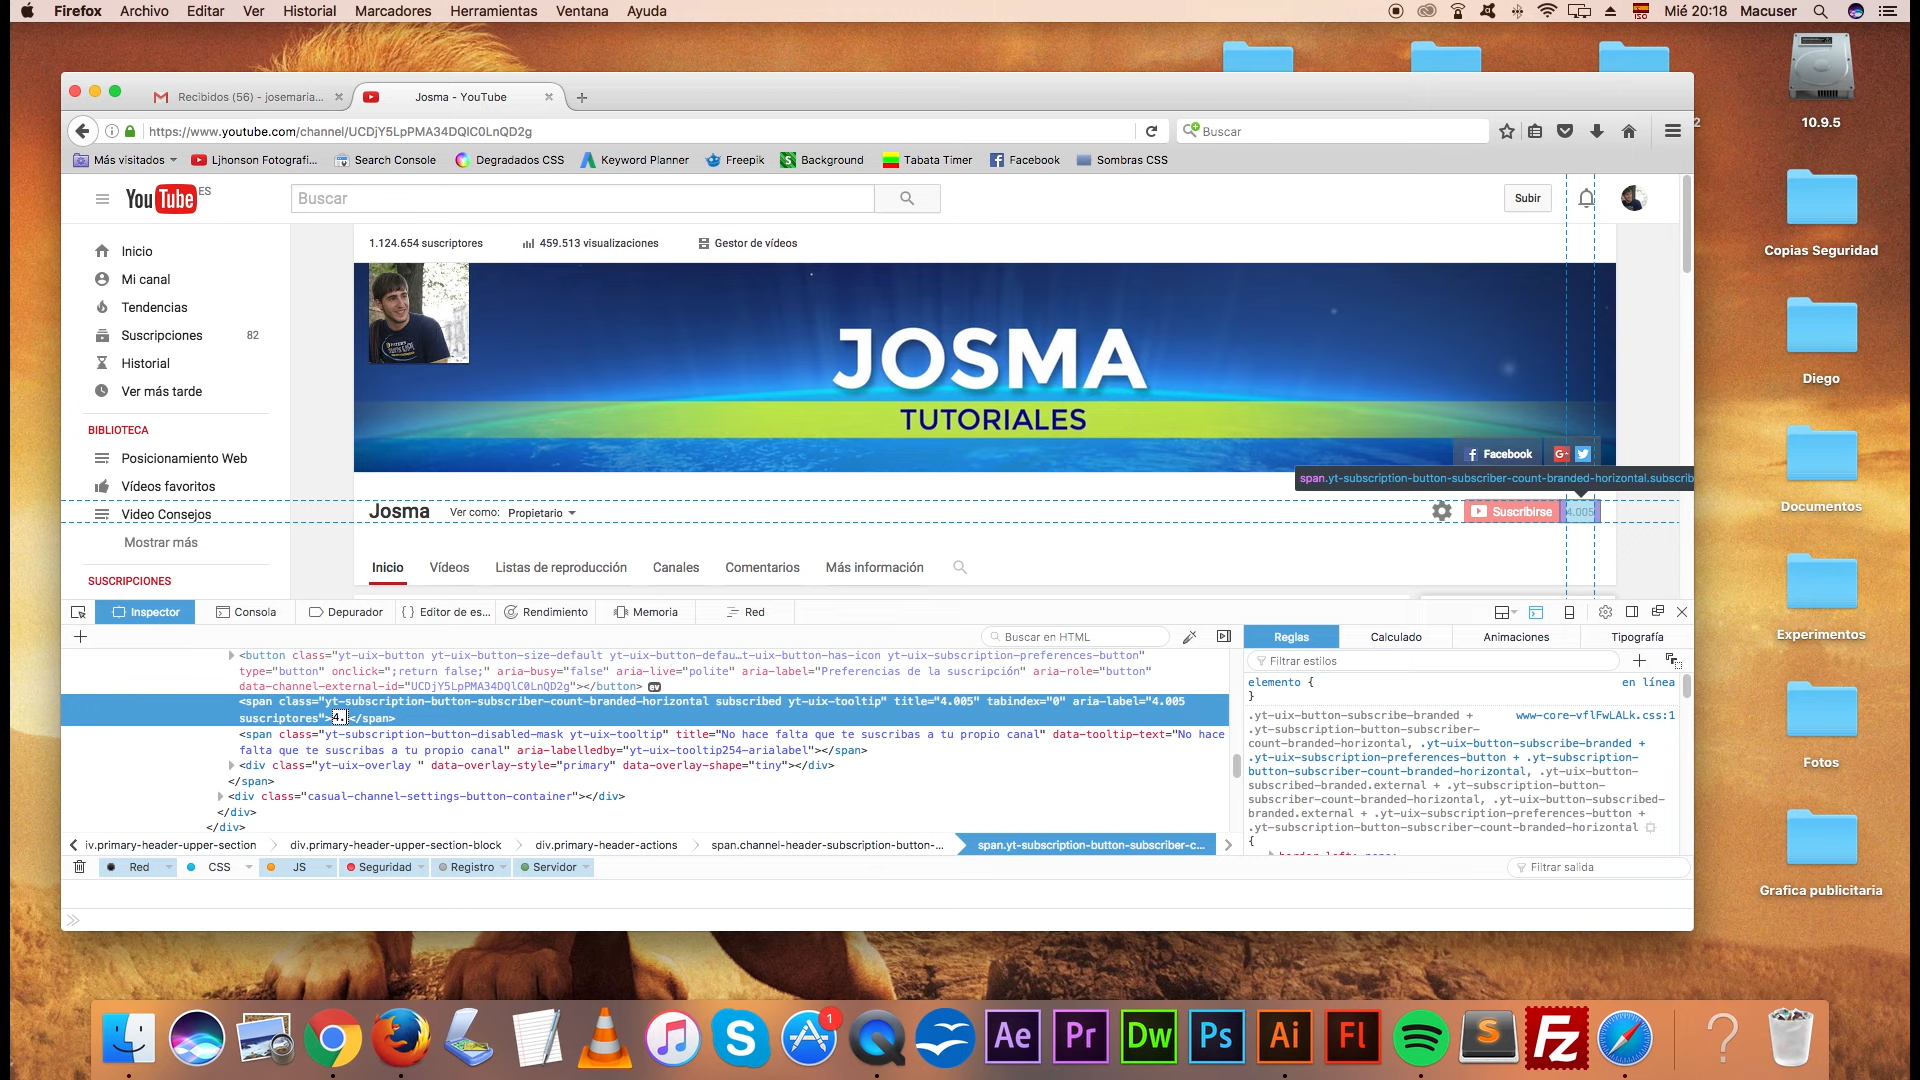 Firefox Archivo Editar Ver Historial Marcadores Herramientas Ventana Ayuda ISO Mié 20:18 Macuser
Recibidos (56) - josemaria... Josma - YouTube
https://www.youtube.com/channel/UCDjY5LpPMA34DQlC0LnQD2g Buscar
Más visitados Ljhonson Fotografi... Search Console Degradados CSS Keyword Planner Freepik Background Tabata Timer Facebook Sombras CSS
YouTube ES Buscar Subir
1.124.654 suscriptores 459.513 visualizaciones Gestor de vídeos
Inicio
Mi canal
Tendencias
Suscripciones 82
Historial
Ver más tarde
BIBLIOTECA
Posicionamiento Web
Vídeos favoritos
Video Consejos
Mostrar más
SUSCRIPCIONES
JOSMA
TUTORIALES
Facebook G+
span.yt-subscription-button-subscriber-count-branded-horizontal.subscrib
Josma Ver como: Propietario Suscribirse 4.005
Inicio Vídeos Listas de reproducción Canales Comentarios Más información
Inspector Consola Depurador { } Editor de es... Rendimiento Memoria Red
Buscar en HTML
<button class="yt-uix-button yt-uix-button-size-default yt-uix-button-defau…t-uix-button-has-icon yt-uix-subscription-preferences-button"
type="button" onclick=";return false;" aria-busy="false" aria-live="polite" aria-label="Preferencias de la suscripción" aria-role="button"
data-channel-external-id="UCDjY5LpPMA34DQlC0LnQD2g"></button> ev
<span class="yt-subscription-button-subscriber-count-branded-horizontal subscribed yt-uix-tooltip" title="4.005" tabindex="0" aria-label="4.005
suscriptores">4.</span>
<span class="yt-subscription-button-disabled-mask yt-uix-tooltip" title="No hace falta que te suscribas a tu propio canal" data-tooltip-text="No hace
falta que te suscribas a tu propio canal" aria-labelledby="yt-uix-tooltip254-arialabel"></span>
<div class="yt-uix-overlay " data-overlay-style="primary" data-overlay-shape="tiny"></div>
</span>
<div class="casual-channel-settings-button-container"></div>
</div>
</div>
iv.primary-header-upper-section div.primary-header-upper-section-block div.primary-header-actions span.channel-header-subscription-button-... span.yt-subscription-button-subscriber-c...
Reglas Calculado Animaciones Tipografía
Filtrar estilos
elemento { en línea
}
.yt-uix-button-subscribe-branded + www-core-vflFwLALk.css:1
.yt-subscription-button-subscriber-
count-branded-horizontal, .yt-uix-button-subscribe-branded +
.yt-uix-subscription-preferences-button + .yt-subscription-
button-subscriber-count-branded-horizontal, .yt-uix-button-
subscribed-branded.external + .yt-subscription-button-
subscriber-count-branded-horizontal, .yt-uix-button-subscribed-
branded.external + .yt-uix-subscription-preferences-button +
.yt-subscription-button-subscriber-count-branded-horizontal
{
border-left: none;
Red CSS JS Seguridad Registro Servidor Filtrar salida
10.9.5
2
Copias Seguridad
Diego
Documentos
Experimentos
Fotos
Grafica publicitaria
1 S Ae Pr Dw Ps Ai Fl S Fz ?